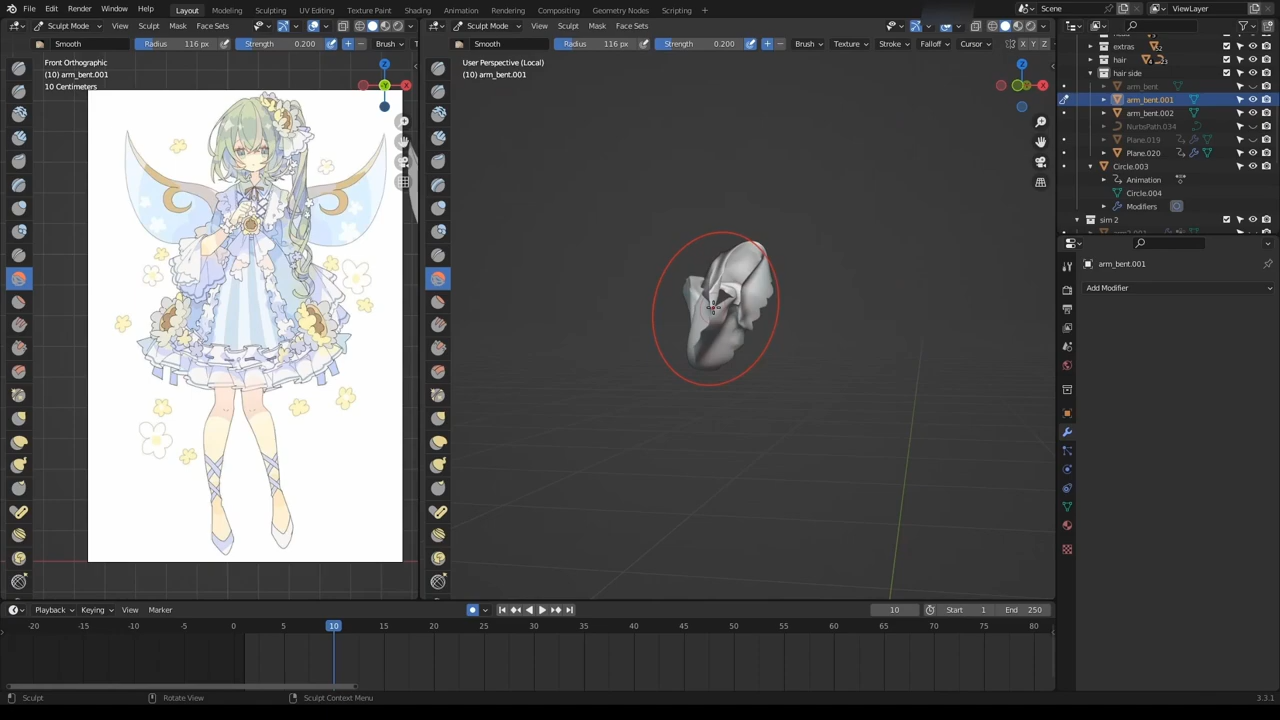 File Edit Render Window Help Layout Modeling Sculpting UV Editing Texture Paint Shading Animation Rendering Compositing Geometry Nodes Scripting + Scene ViewLayer
Sculpt Mode View Sculpt Mask Face Sets Sculpt Mode View Sculpt Mask Face Sets
Smooth Radius 116 px Strength 0.200 + − Brush Smooth Radius 116 px Strength 0.200 + − Brush Texture Stroke Falloff Cursor X Y Z
Front Orthographic
(10) arm_bent.001
10 Centimeters
Z
X
Y
User Perspective (Local)
(10) arm_bent.001
Z
X
extras
hair
hair side
arm_bent
arm_bent.001
arm_bent.002
NurbsPath.034
Plane.019
Plane.020
Circle.003
Animation
Circle.004
Modifiers
sim 2
arm_bent.001
Add Modifier
Playback Keying View Marker 10 Start 1 End 250
-20 -15 -10 -5 0 5 10 15 20 25 30 35 40 45 50 55 60 65 70 75 80
Sculpt Rotate View Sculpt Context Menu 3.3.1